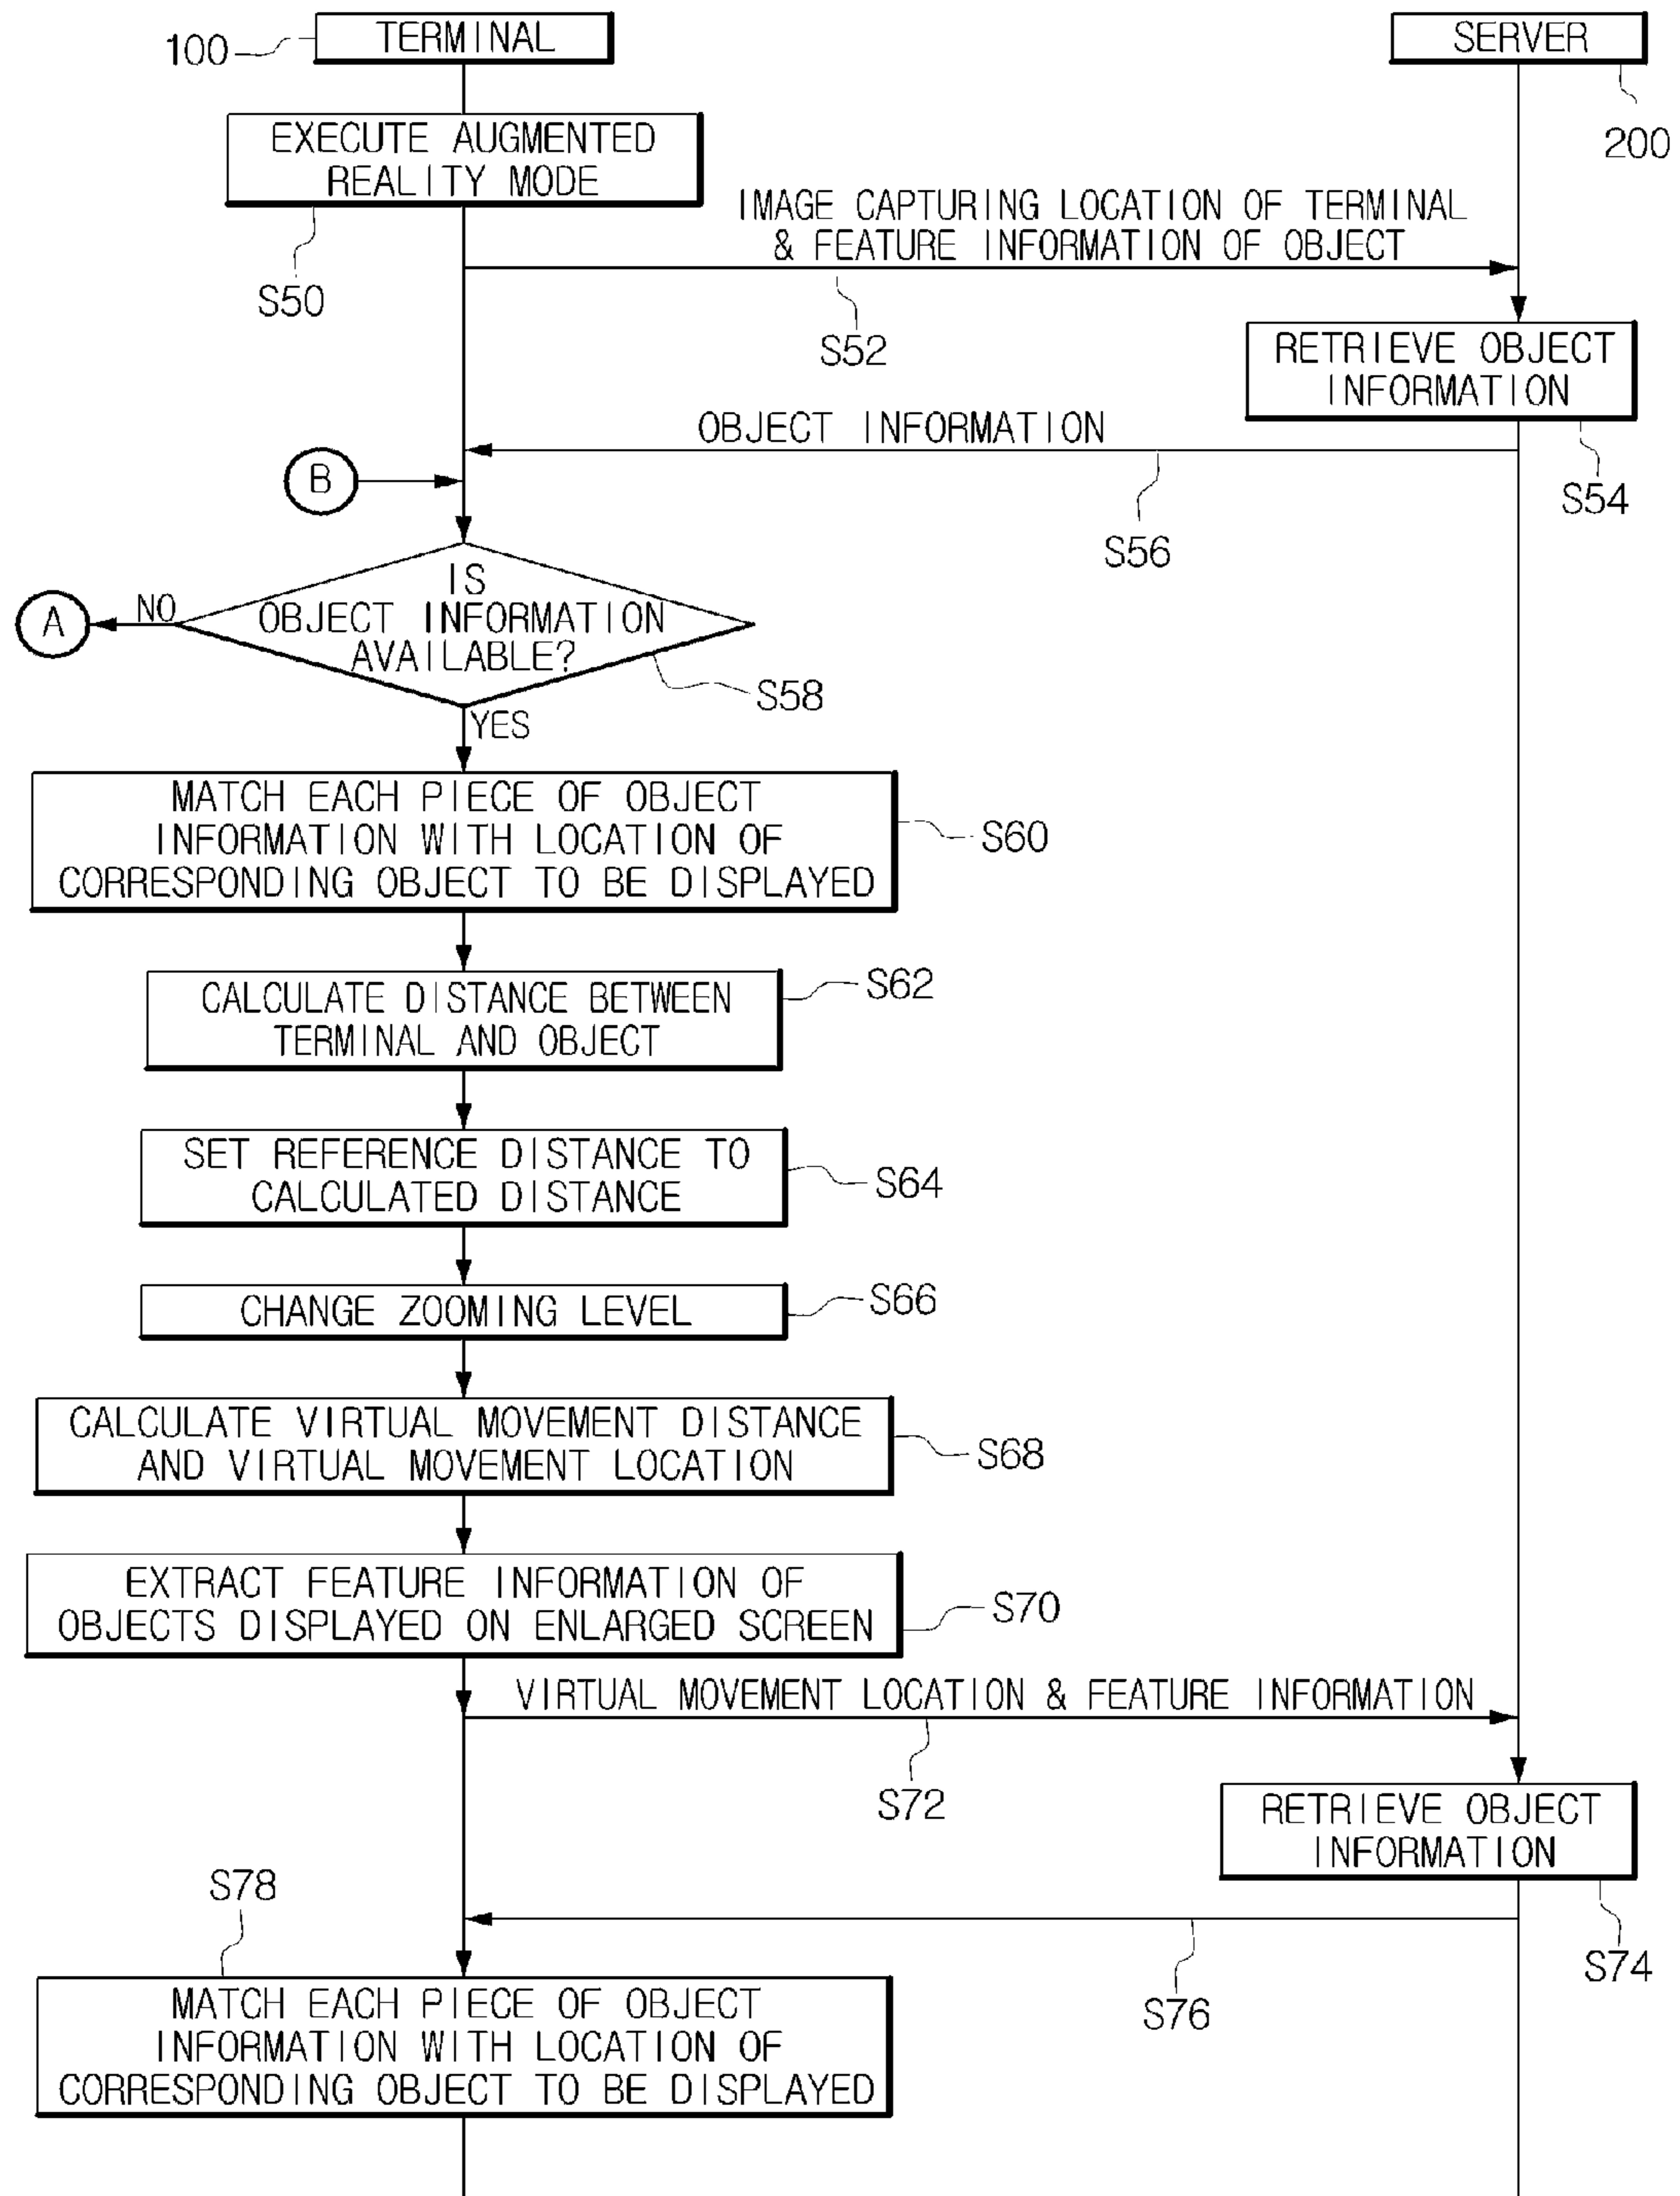 TERMINAL
100
SERVER
200
EXECUTE AUGMENTED
REALITY MODE
S50
IMAGE CAPTURING LOCATION OF TERMINAL
& FEATURE INFORMATION OF OBJECT
S52
RETRIEVE OBJECT
INFORMATION
S54
OBJECT INFORMATION
S56
B
IS
OBJECT INFORMATION
AVAILABLE?
NO
A
S58
YES
MATCH EACH PIECE OF OBJECT
INFORMATION WITH LOCATION OF
CORRESPONDING OBJECT TO BE DISPLAYED
S60
CALCULATE DISTANCE BETWEEN
TERMINAL AND OBJECT
S62
SET REFERENCE DISTANCE TO
CALCULATED DISTANCE
S64
CHANGE ZOOMING LEVEL
S66
CALCULATE VIRTUAL MOVEMENT DISTANCE
AND VIRTUAL MOVEMENT LOCATION
S68
EXTRACT FEATURE INFORMATION OF
OBJECTS DISPLAYED ON ENLARGED SCREEN
S70
VIRTUAL MOVEMENT LOCATION & FEATURE INFORMATION
S72
RETRIEVE OBJECT
INFORMATION
S74
S76
S78
MATCH EACH PIECE OF OBJECT
INFORMATION WITH LOCATION OF
CORRESPONDING OBJECT TO BE DISPLAYED